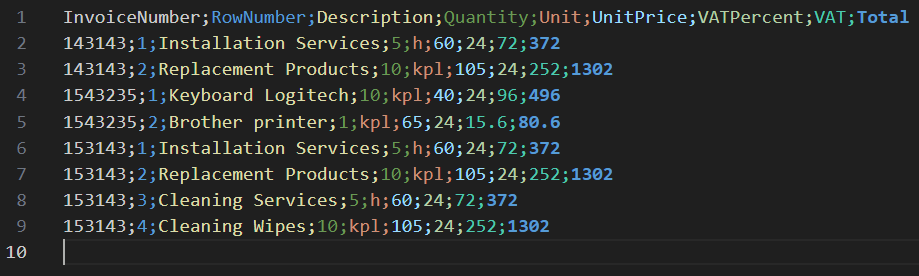 1 InvoiceNumber;RowNumber;Description;Quantity;Unit;UnitPrice;VATPercent;VAT;Total
2 143143;1;Installation Services;5;h;60;24;72;372
3 143143;2;Replacement Products;10;kpl;105;24;252;1302
4 1543235;1;Keyboard Logitech;10;kpl;40;24;96;496
5 1543235;2;Brother printer;1;kpl;65;24;15.6;80.6
6 153143;1;Installation Services;5;h;60;24;72;372
7 153143;2;Replacement Products;10;kpl;105;24;252;1302
8 153143;3;Cleaning Services;5;h;60;24;72;372
9 153143;4;Cleaning Wipes;10;kpl;105;24;252;1302
10